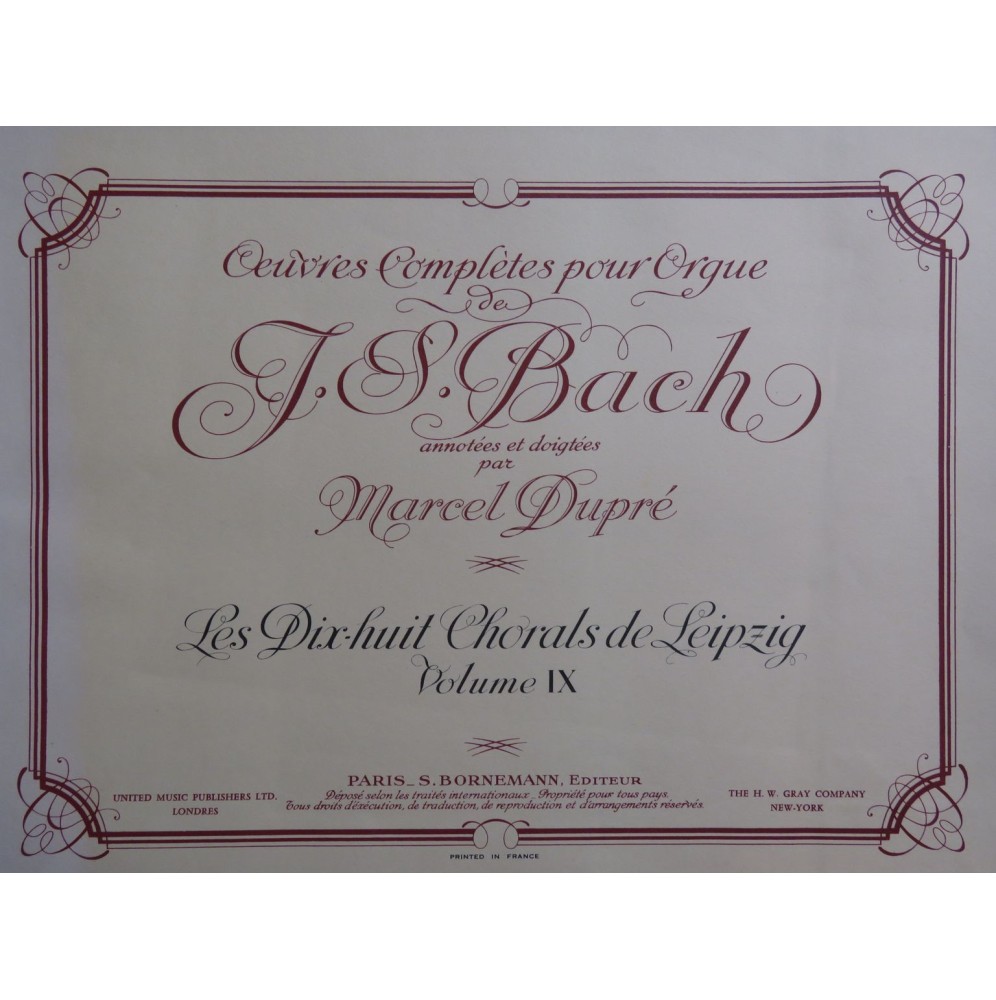 Oeuvres Complètes pour Orgue
de
J. S. Bach
annotées et doigtées
par
Marcel Dupré
Les Dix-huit Chorals de Leipzig
Volume IX
PARIS_S. BORNEMANN, EDITEUR
Déposé selon les traités internationaux_Propriété pour tous pays.
Tous droits d'éxécution, de traduction, de reproduction et d'arrangements réservés.
UNITED MUSIC PUBLISHERS LTD.
LONDRES
THE H. W. GRAY COMPANY
NEW-YORK
PRINTED IN FRANCE